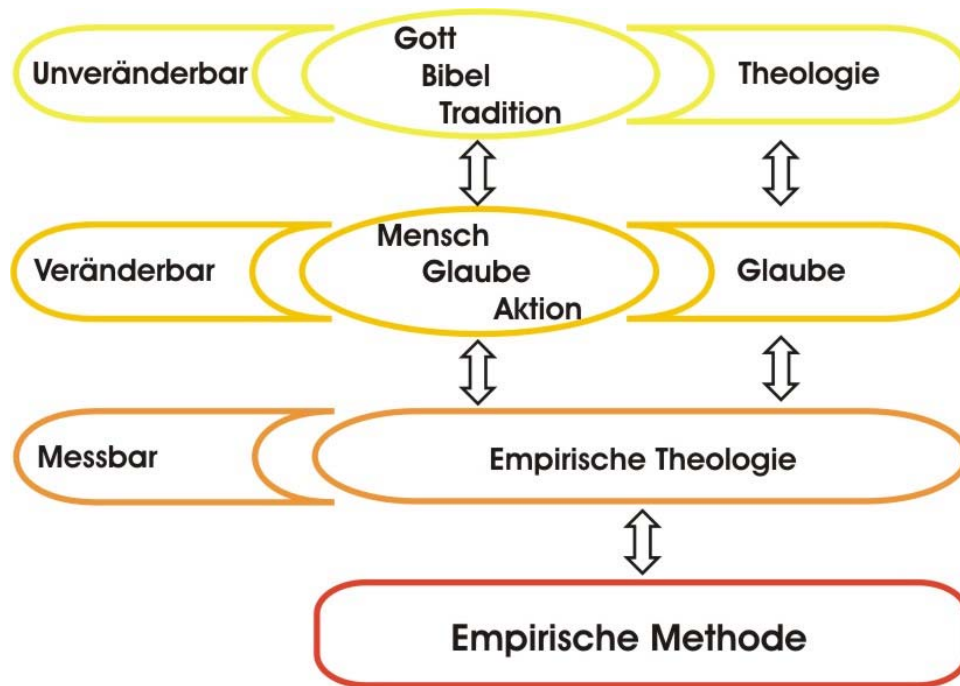 Unveränderbar
Gott
Bibel
Tradition
Theologie
Veränderbar
Mensch
Glaube
Aktion
Glaube
Messbar
Empirische Theologie
Empirische Methode